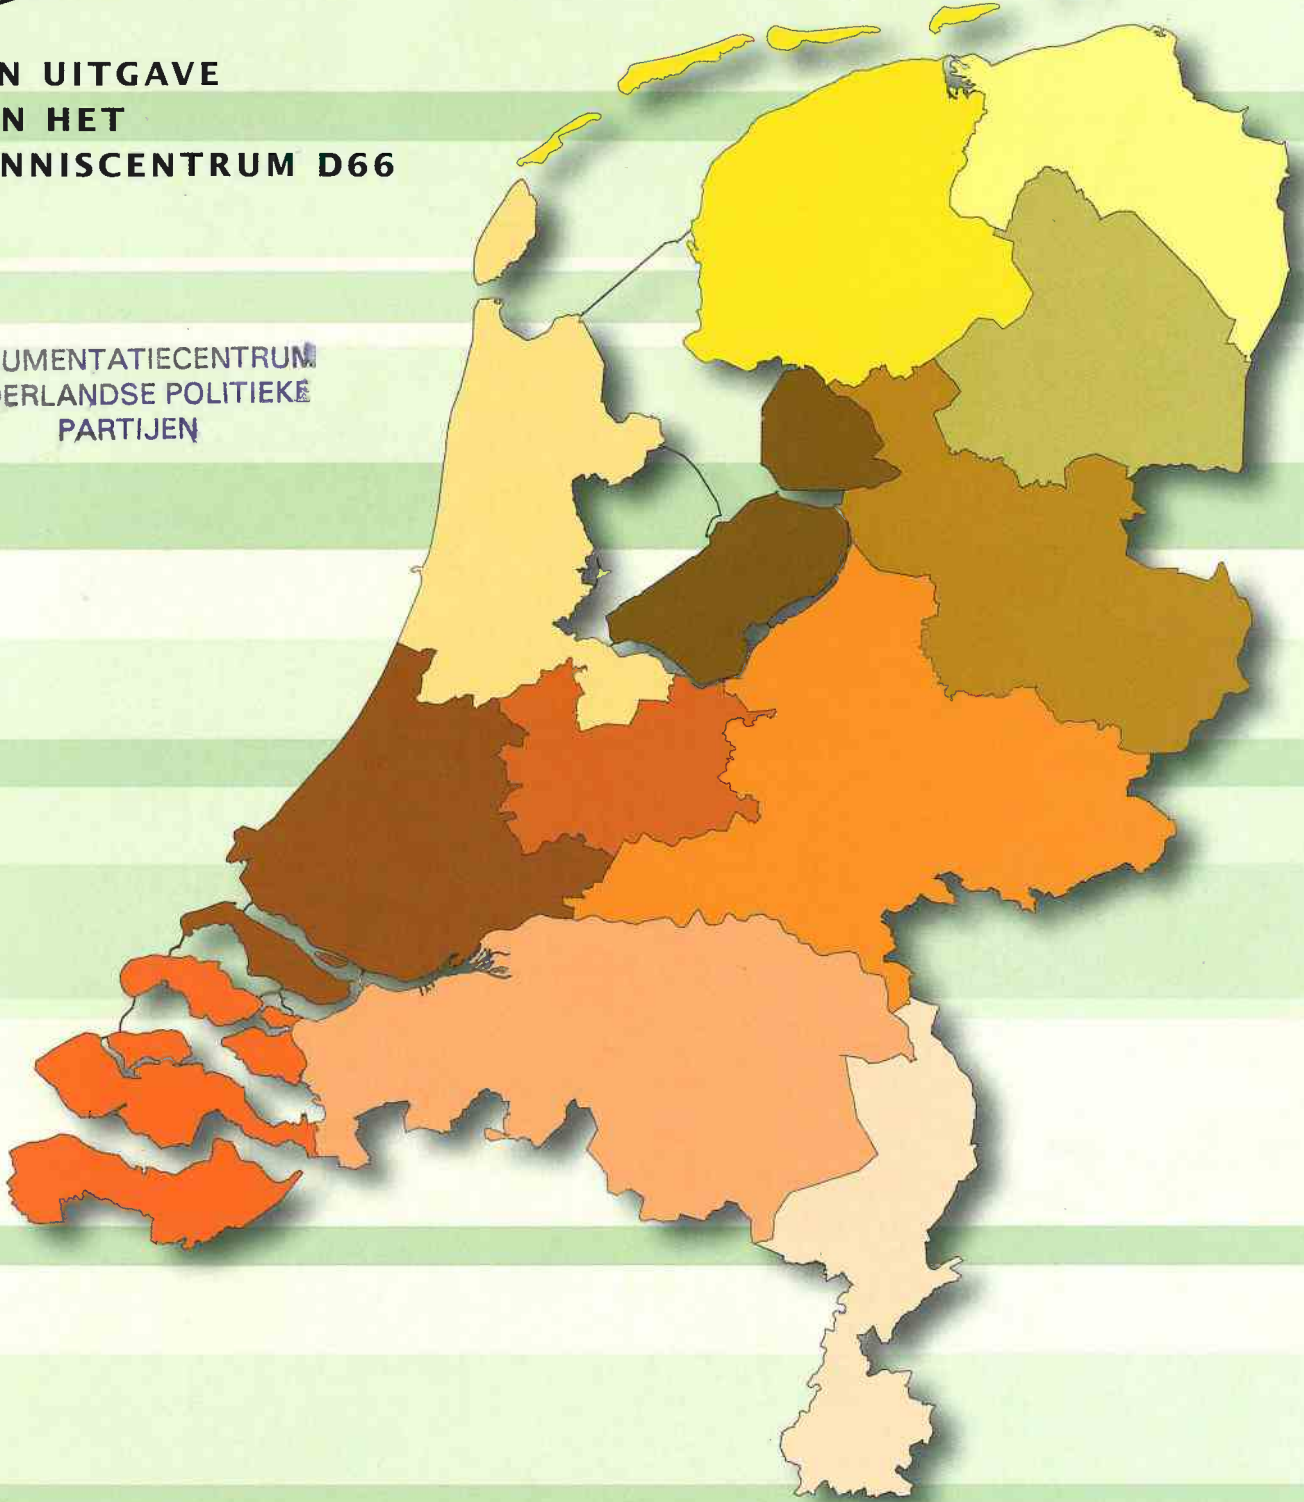 N UITGAVE
N HET
NNISCENTRUM D66
UMENTATIECENTRUM
ERLANDSE POLITIEKE
PARTIJEN